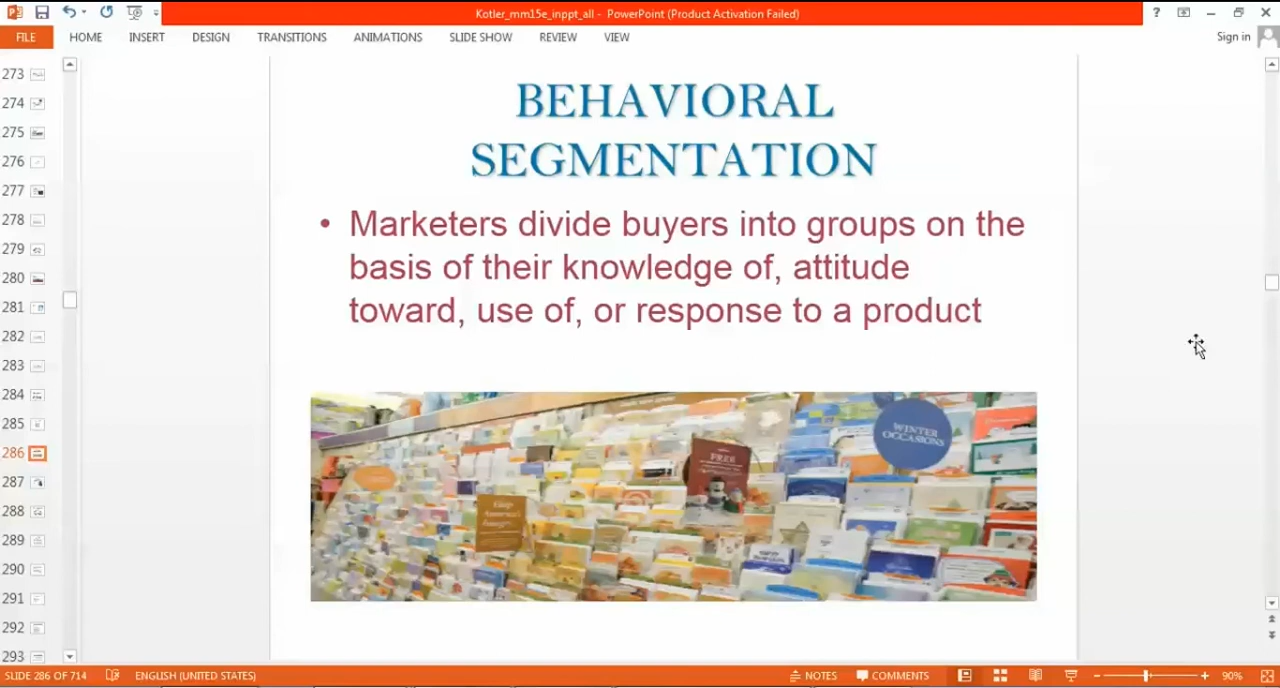 Kotler_mm15e_inppt_all - PowerPoint (Product Activation Failed)
?
FILE HOME INSERT DESIGN TRANSITIONS ANIMATIONS SLIDE SHOW REVIEW VIEW Sign in
273
274
275
276
277
278
279
280
281
282
283
284
285
286
287
288
289
290
291
292
293
BEHAVIORAL
SEGMENTATION
• Marketers divide buyers into groups on the
basis of their knowledge of, attitude
toward, use of, or response to a product
WINTER
OCCASIONS
FREE
SLIDE 286 OF 714 ENGLISH (UNITED STATES) NOTES COMMENTS 90%